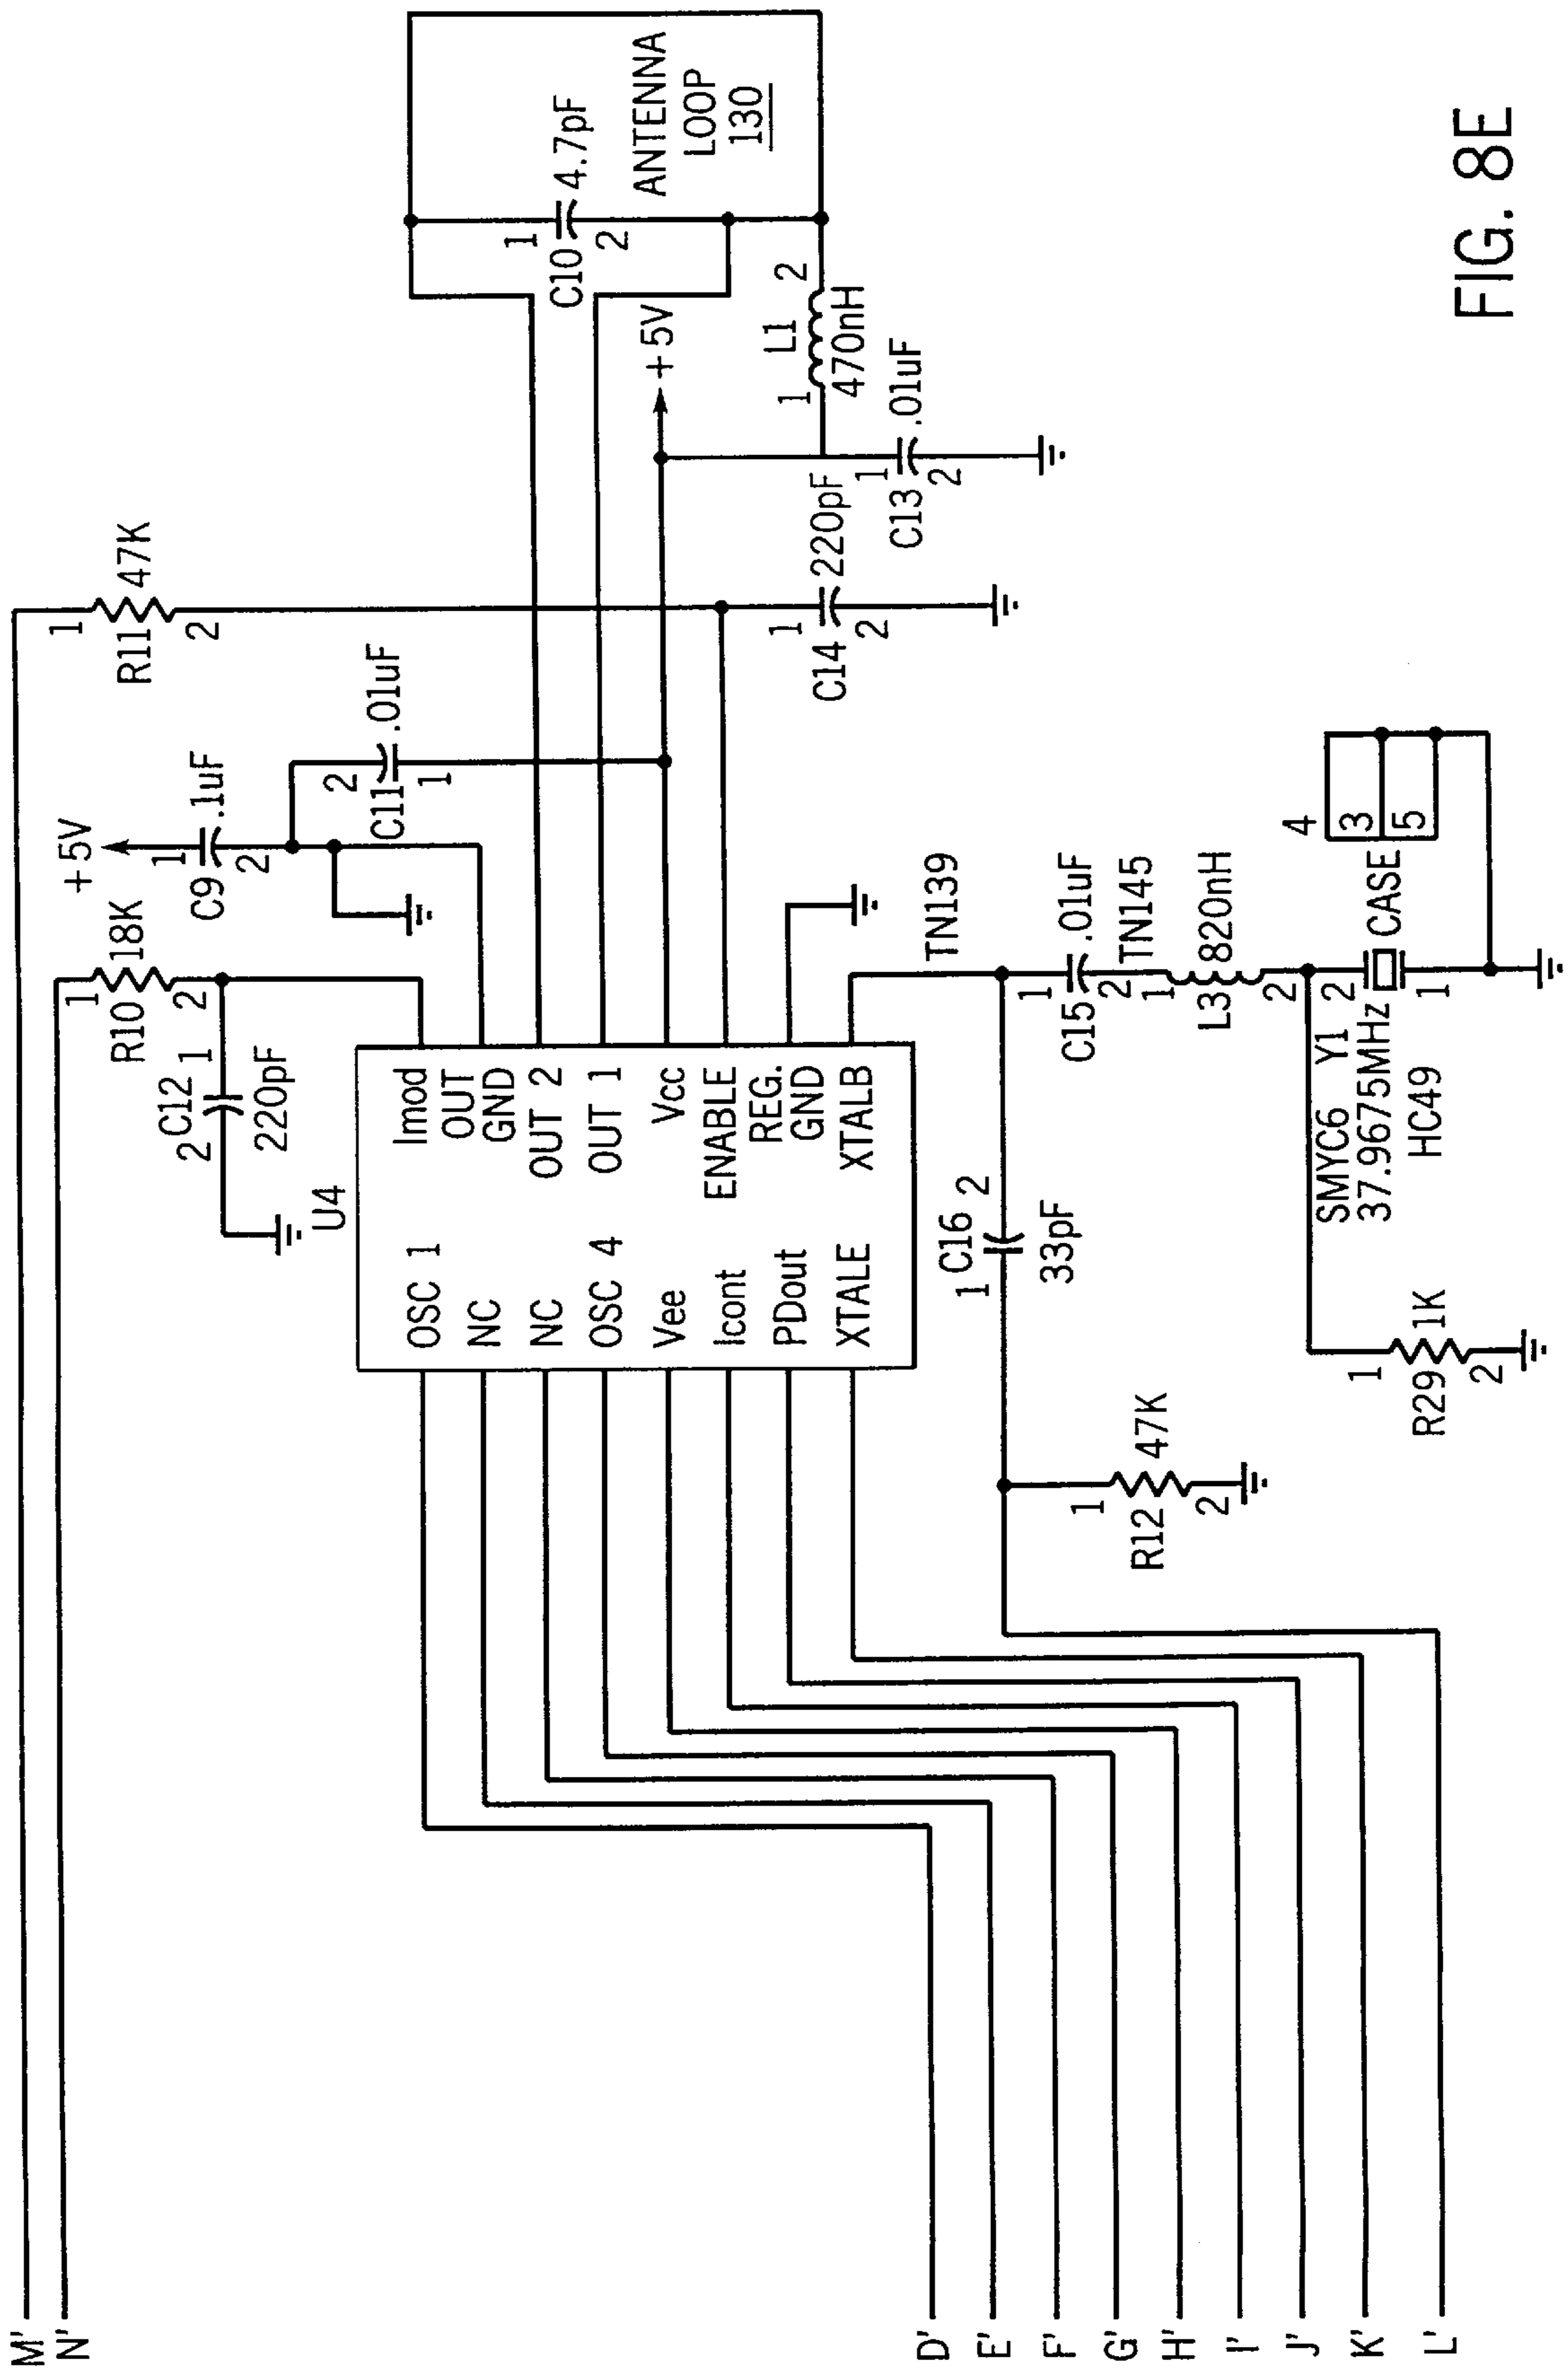 M'
N'
D'
E'
F'
G'
H'
I'
J'
K'
L'
1
R10 18K
2
+5V
1
C9 .1uF
2
2
C11 .01uF
1
1
R11 47K
2
C12
2 1
220pF
U4
OSC 1
NC
NC
OSC 4
Vee
Icont
PDout
XTALE
Imod
OUT
GND
OUT 2
OUT 1
Vcc
ENABLE
REG.
GND
XTALB
1
C10 4.7pF
2
ANTENNA
LOOP
130
+5V
L1
1 2
470nH
1
C13 .01uF
2
1
C14 220pF
2
TN139
C16
1 2
33pF
1
C15 .01uF
2
TN145
1
L3 820nH
2
1
R12 47K
2
1
R29 1K
2
SMYC6 Y1
37.9675MHz
HC49
2
1
CASE
4
3
5
FIG. 8E